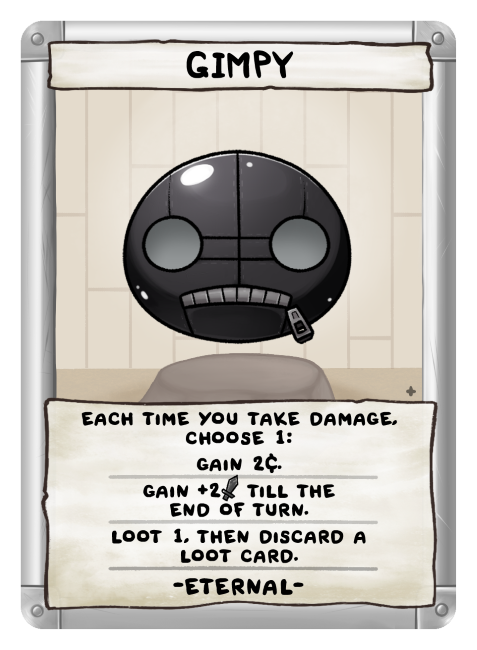 GIMPY
EACH TIME YOU TAKE DAMAGE,
CHOOSE 1:
GAIN 2¢.
GAIN +2 TILL THE
END OF TURN.
LOOT 1, THEN DISCARD A
LOOT CARD.
-ETERNAL-